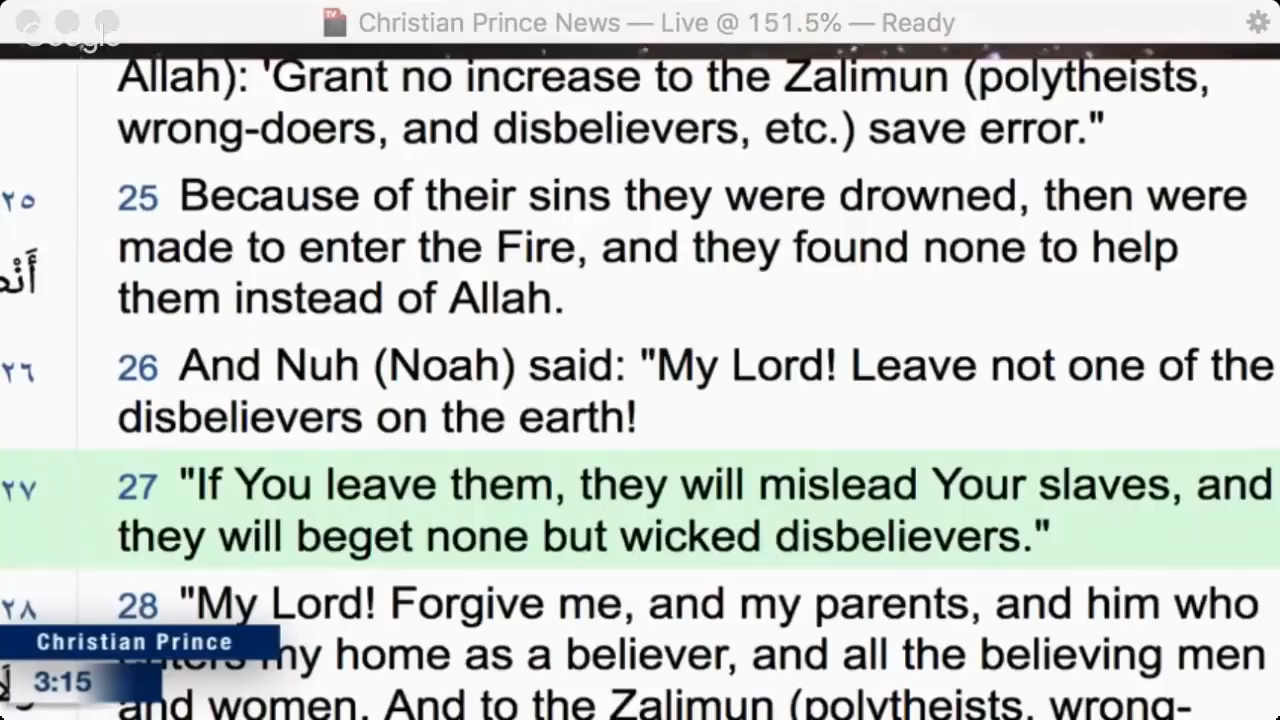 Google
Christian Prince News — Live @ 151.5% — Ready
Allah): 'Grant no increase to the Zalimun (polytheists,
wrong-doers, and disbelievers, etc.) save error."
٢٥
25 Because of their sins they were drowned, then were
made to enter the Fire, and they found none to help
them instead of Allah.
٢٦
26 And Nuh (Noah) said: "My Lord! Leave not one of the
disbelievers on the earth!
٢٧
27 "If You leave them, they will mislead Your slaves, and
they will beget none but wicked disbelievers."
٢٨
28 "My Lord! Forgive me, and my parents, and him who
my home as a believer, and all the believing men
and women. And to the Zalimun (polytheists, wrong-
Christian Prince
3:15